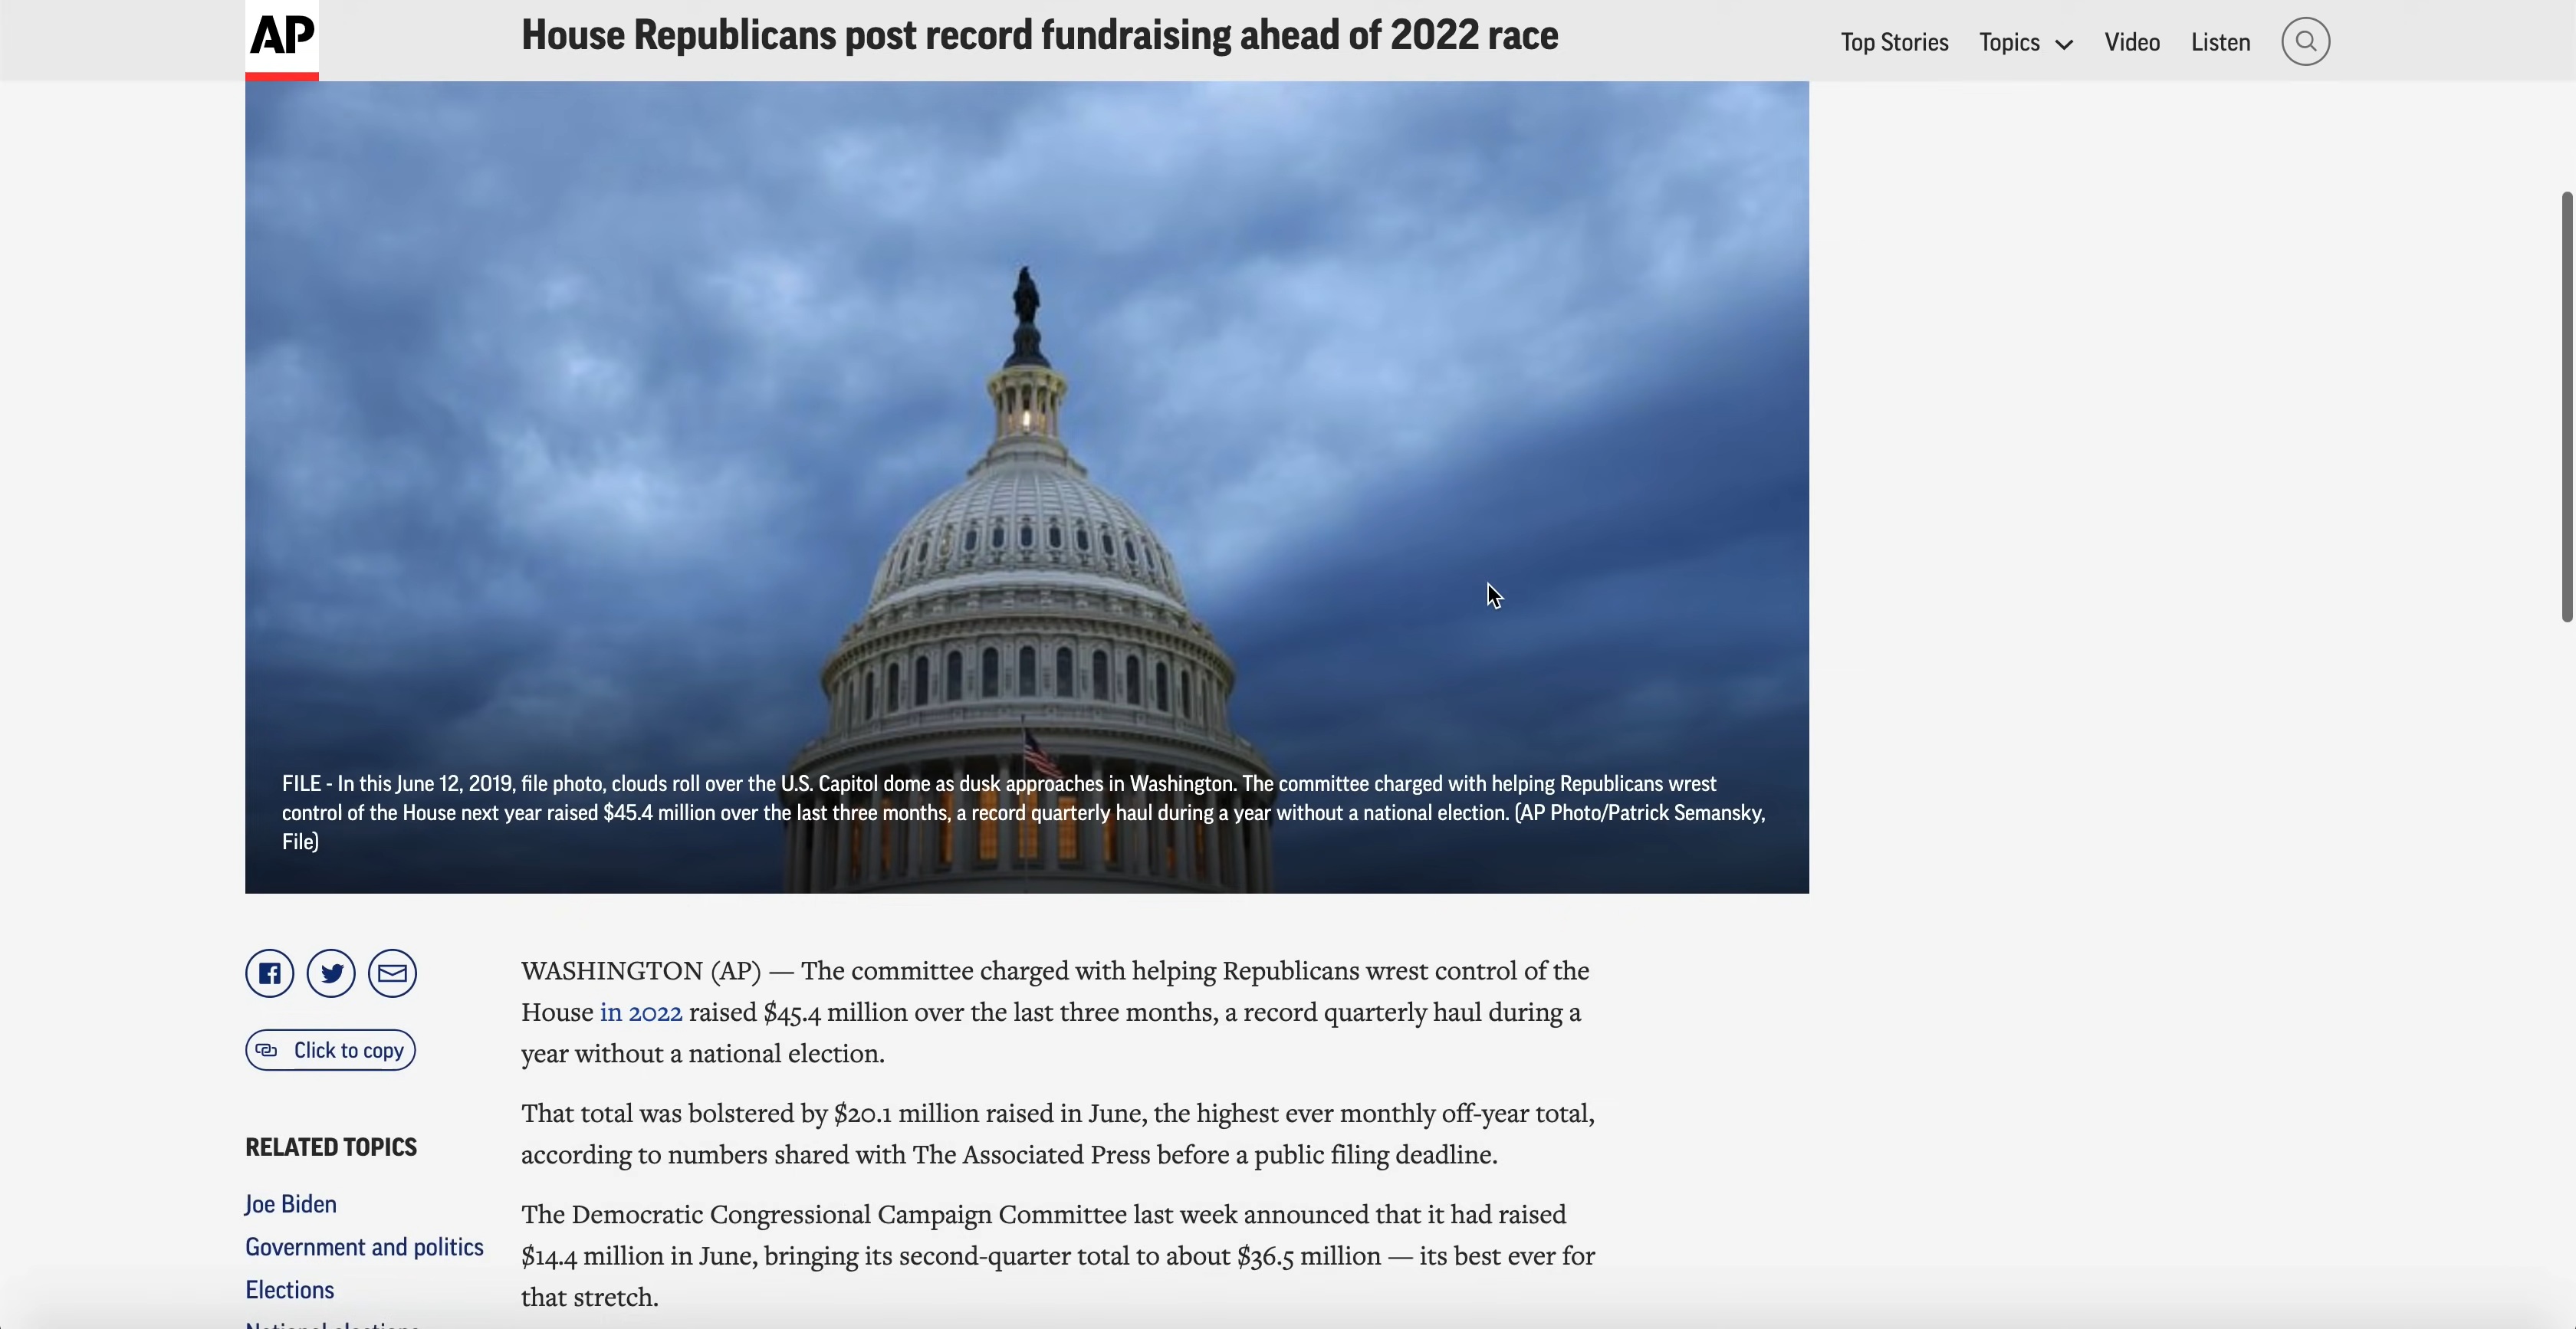 AP
House Republicans post record fundraising ahead of 2022 race
Top Stories
Topics
Video
Listen
FILE - In this June 12, 2019, file photo, clouds roll over the U.S. Capitol dome as dusk approaches in Washington. The committee charged with helping Republicans wrest
control of the House next year raised $45.4 million over the last three months, a record quarterly haul during a year without a national election. (AP Photo/Patrick Semansky,
File)
Click to copy
RELATED TOPICS
Joe Biden
Government and politics
Elections
National elections
WASHINGTON (AP) — The committee charged with helping Republicans wrest control of the
House in 2022 raised $45.4 million over the last three months, a record quarterly haul during a
year without a national election.
That total was bolstered by $20.1 million raised in June, the highest ever monthly off-year total,
according to numbers shared with The Associated Press before a public filing deadline.
The Democratic Congressional Campaign Committee last week announced that it had raised
$14.4 million in June, bringing its second-quarter total to about $36.5 million — its best ever for
that stretch.